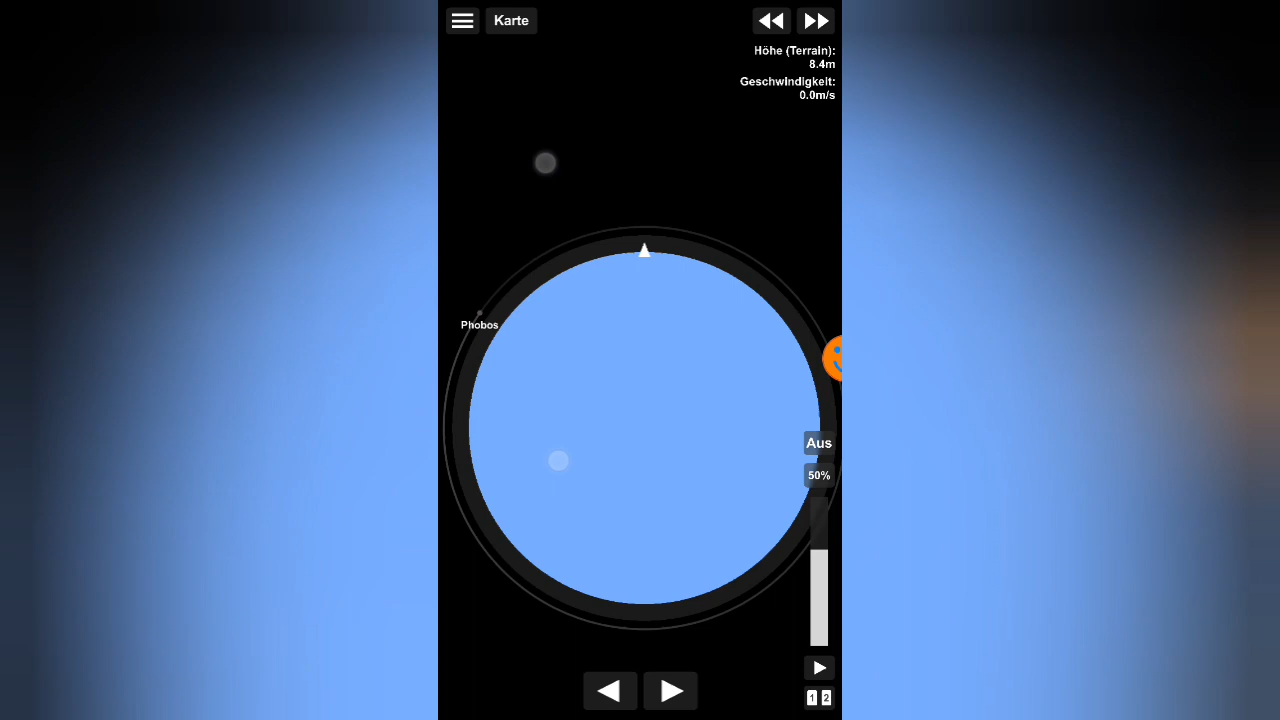 Karte
Höhe (Terrain):
8.4m
Geschwindigkeit:
0.0m/s
Phobos
Aus
50%
1 2